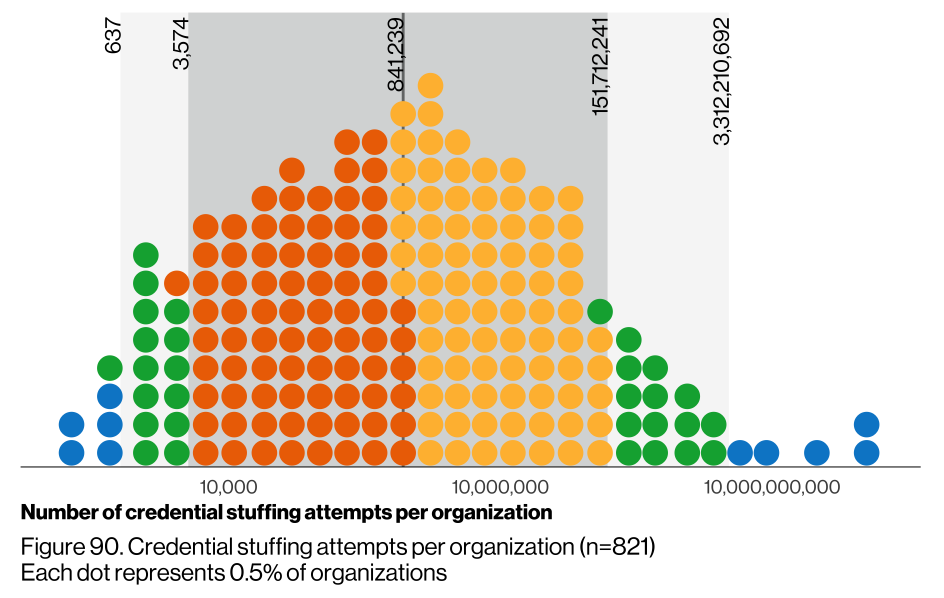 637
3,574
841,239
151,712,241
3,312,210,692
10,000
10,000,000
10,000,000,000
Number of credential stuffing attempts per organization
Figure 90. Credential stuffing attempts per organization (n=821)
Each dot represents 0.5% of organizations